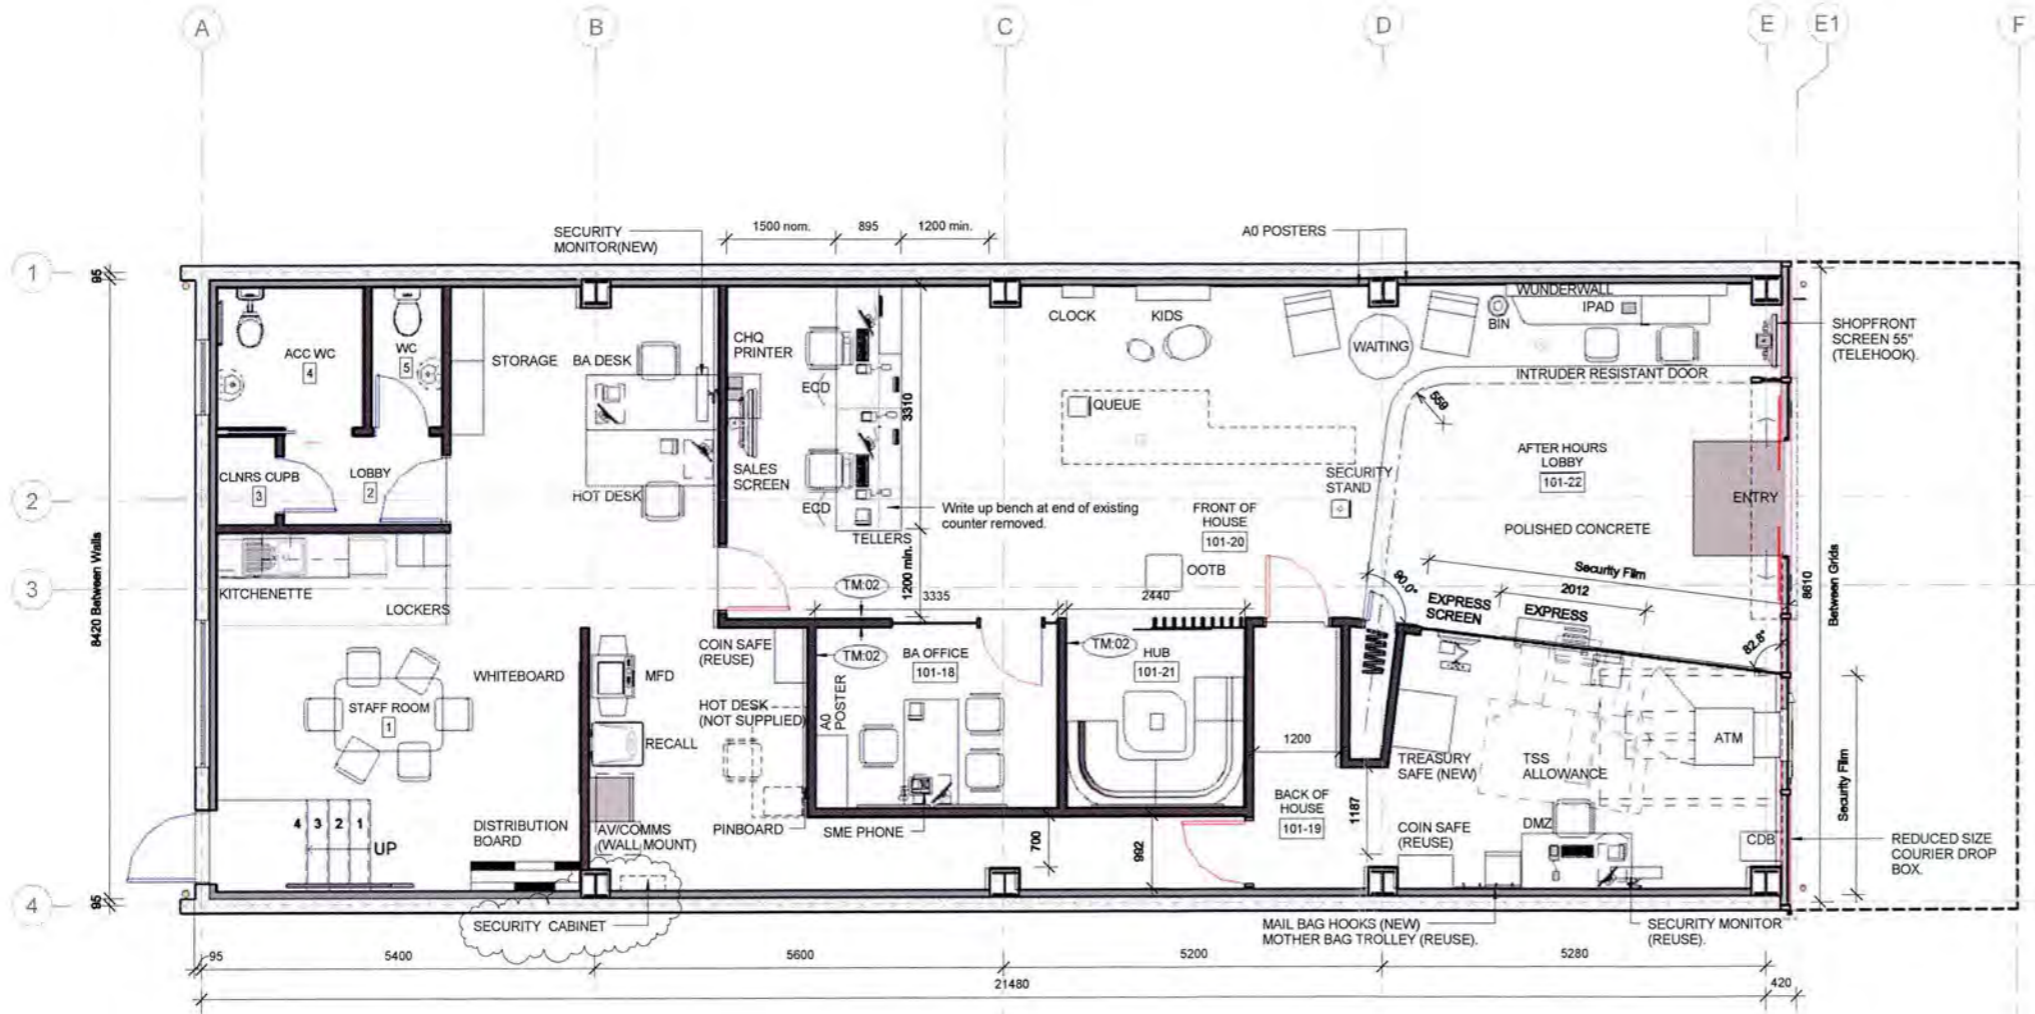 A
B
C
D
E
E1
F
SECURITY
MONITOR(NEW)
1500 nom.
895
1200 min.
A0 POSTERS
1
95
WUNDERWALL
IPAD
BIN
CLOCK
KIDS
WAITING
SHOPFRONT
SCREEN 55"
(TELEHOOK).
ACC WC
4
WC
5
STORAGE
BA DESK
CHQ
PRINTER
ECD
3310
QUEUE
INTRUDER RESISTANT DOOR
559
CLNRS CUPB
3
LOBBY
2
HOT DESK
SALES
SCREEN
ECD
TELLERS
Write up bench at end of existing
counter removed.
SECURITY
STAND
FRONT OF
HOUSE
101-20
AFTER HOURS
LOBBY
101-22
ENTRY
POLISHED CONCRETE
2
8420 Between Walls
KITCHENETTE
LOCKERS
1200 min.
TM:02
3335
OOTB
2440
90.0°
EXPRESS
SCREEN
Security Film
2012
EXPRESS
82.8°
8610
Between Grids
3
WHITEBOARD
STAFF ROOM
1
MFD
COIN SAFE
(REUSE)
HOT DESK
(NOT SUPPLIED)
TM:02
A0
POSTER
BA OFFICE
101-18
TM:02
HUB
101-21
RECALL
1200
TREASURY
SAFE (NEW)
TSS
ALLOWANCE
ATM
Security Film
4
3
2
1
UP
DISTRIBUTION
BOARD
AV/COMMS
(WALL MOUNT)
PINBOARD
SME PHONE
700
992
BACK OF
HOUSE
101-19
1187
COIN SAFE
(REUSE)
DMZ
CDB
REDUCED SIZE
COURIER DROP
BOX.
4
95
SECURITY CABINET
MAIL BAG HOOKS (NEW)
MOTHER BAG TROLLEY (REUSE).
SECURITY MONITOR
(REUSE).
95
5400
5600
5200
5280
21480
420